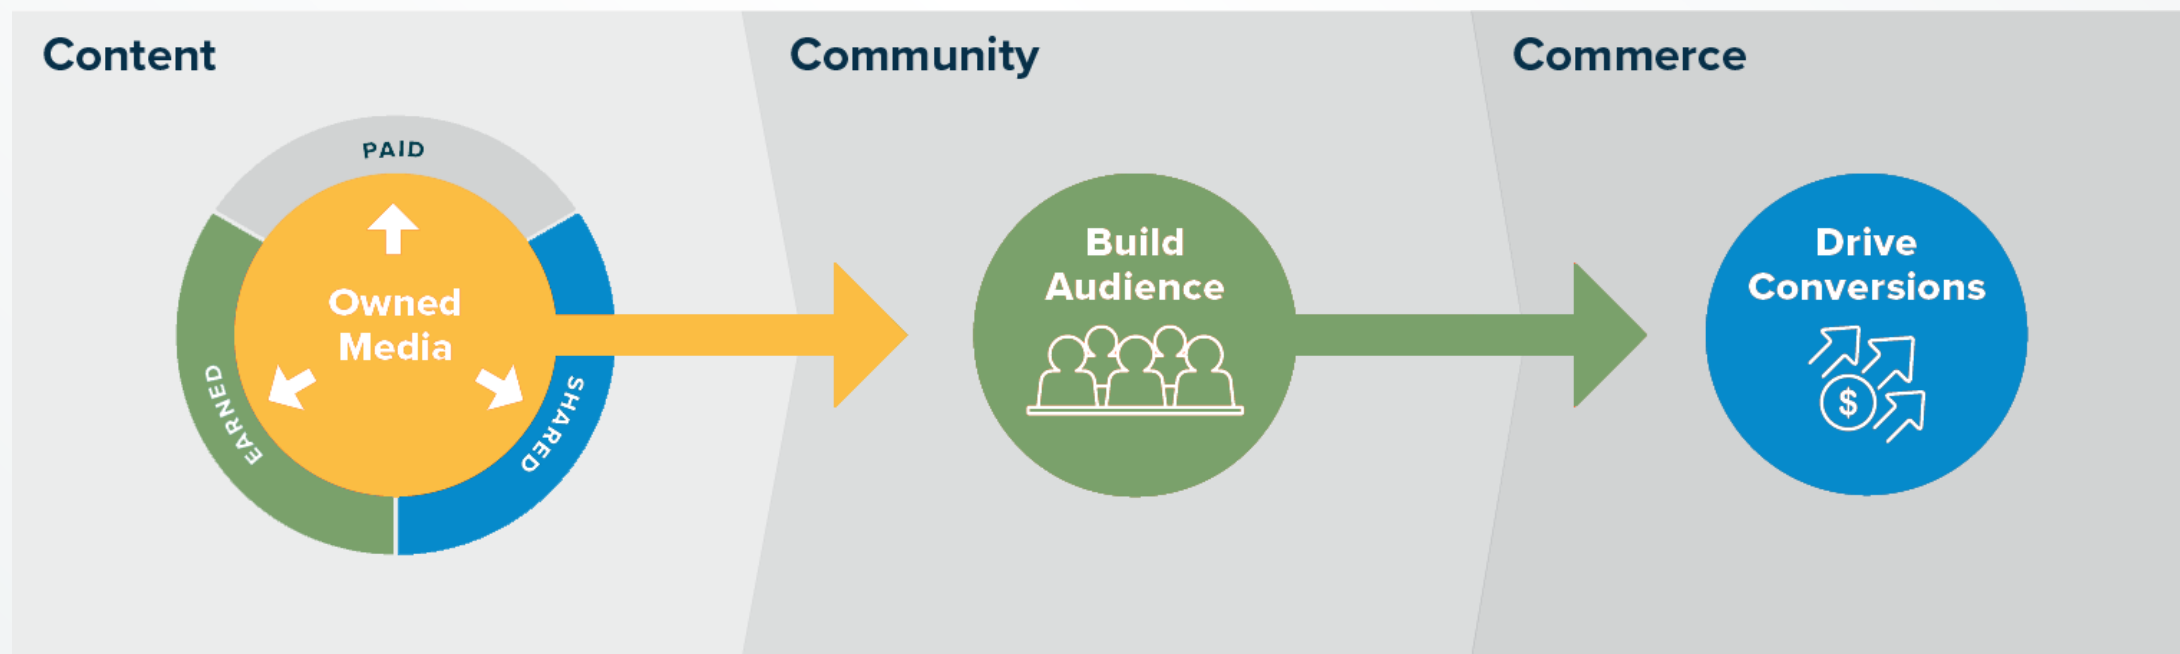 Content
PAID
Owned
Media
EARNED
SHARED
Community
Build
Audience
Commerce
Drive
Conversions
$